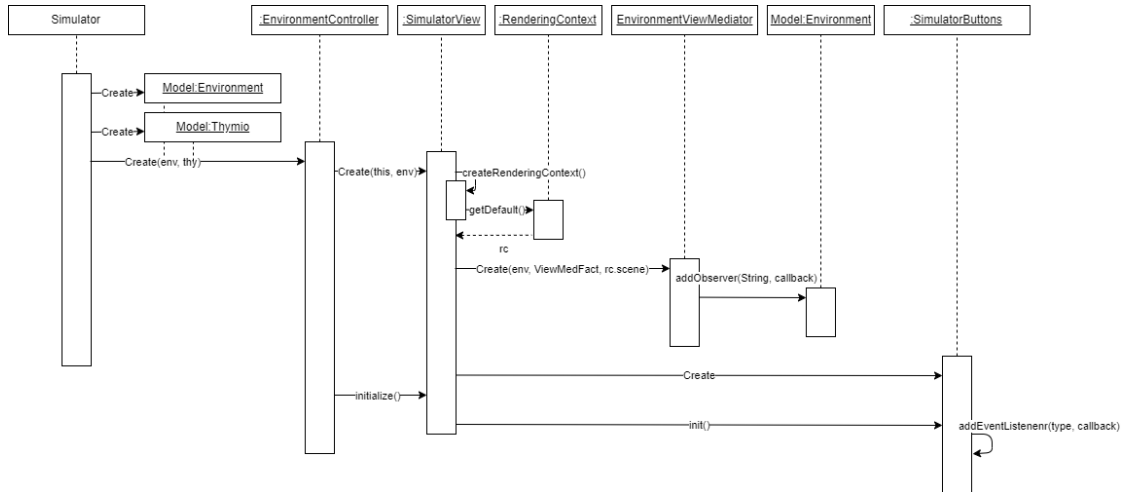 Simulator
:EnvironmentController
:SimulatorView
:RenderingContext
EnvironmentViewMediator
Model:Environment
:SimulatorButtons
Create
Model:Environment
Create
Model:Thymio
Create(env, thy)
Create(this, env)
createRenderingContext()
getDefault()
rc
Create(env, ViewMedFact, rc.scene)
addObserver(String, callback)
Create
initialize()
init()
addEventListenenr(type, callback)